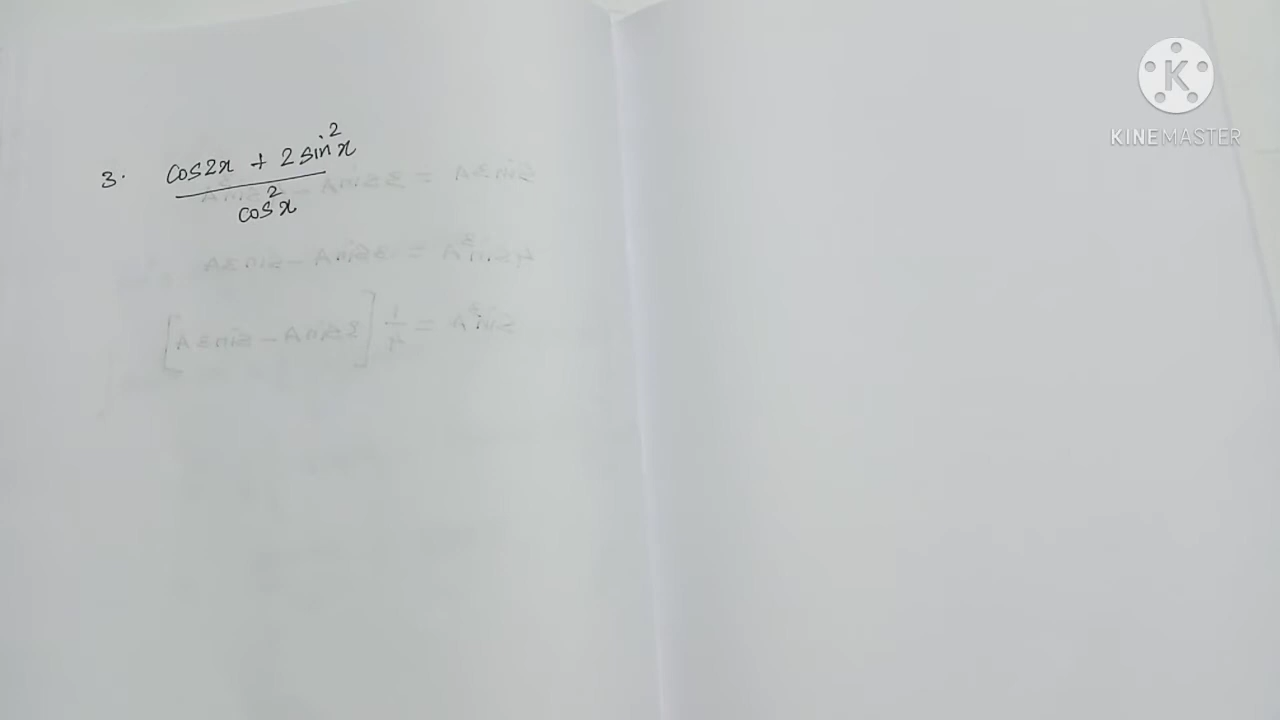 3. cos2x + 2sin²x
cos²x
KINEMASTER